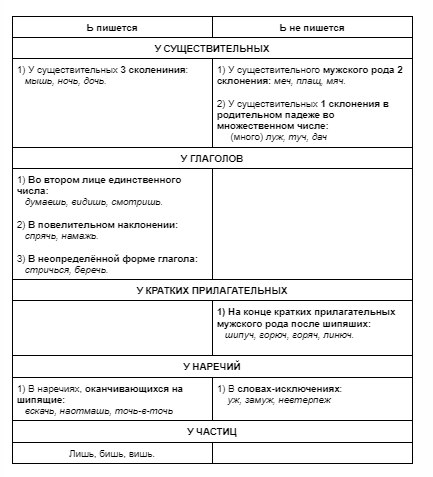 Ь пишется
Ь не пишется
У СУЩЕСТВИТЕЛЬНЫХ
1) У существительных 3 сколениния:
мышь, ночь, дочь.
1) У существительного мужского рода 2
склонения: меч, плащ, мяч.
2) У существительных 1 склонения в
родительном падеже во
множественном числе:
(много) луж, туч, дач
У ГЛАГОЛОВ
1) Во втором лице единственного
числа:
думаешь, видишь, смотришь.
2) В повелительном наклонении:
спрячь, намажь.
3) В неопределённой форме глагола:
стричься, беречь.
У КРАТКИХ ПРИЛАГАТЕЛЬНЫХ
1) На конце кратких прилагательных
мужского рода после шипяших:
шипуч, горюч, горяч, линюч.
У НАРЕЧИЙ
1) В наречиях, оканчивающихся на
шипящие:
вскачь, наотмашь, точь-в-точь
1) В словах-исключениях:
уж, замуж, невтерпеж
У ЧАСТИЦ
Лишь, бишь, вишь.